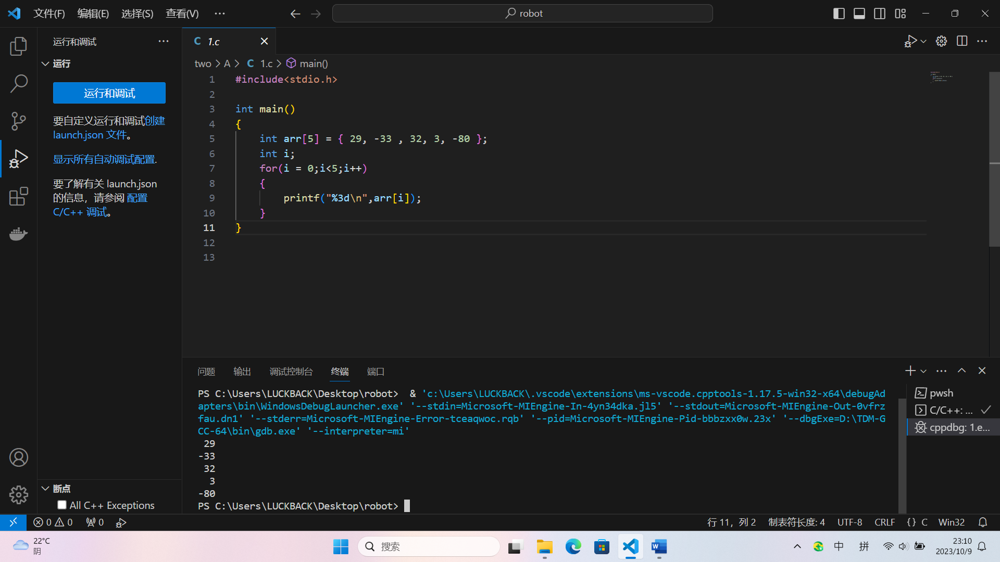 文件(F) 编辑(E) 选择(S) 查看(V) ··· robot
运行和调试 ···
运行
运行和调试
要自定义运行和调试创建
launch.json 文件。
显示所有自动调试配置.
要了解有关 launch.json
的信息，请参阅 配置
C/C++ 调试。
断点
All C++ Exceptions
C 1.c
two > A > C 1.c > main()
1 #include<stdio.h>
2
3 int main()
4 {
5 int arr[5] = { 29, -33 , 32, 3, -80 };
6 int i;
7 for(i = 0;i<5;i++)
8 {
9 printf("%3d\n",arr[i]);
10 }
11 }
12
13
问题 输出 调试控制台 终端 端口
PS C:\Users\LUCKBACK\Desktop\robot>  & 'c:\Users\LUCKBACK\.vscode\extensions\ms-vscode.cpptools-1.17.5-win32-x64\debugAd
apters\bin\WindowsDebugLauncher.exe' '--stdin=Microsoft-MIEngine-In-4yn34dka.jl5' '--stdout=Microsoft-MIEngine-Out-0vfrz
fau.dn1' '--stderr=Microsoft-MIEngine-Error-tceaqwoc.rqb' '--pid=Microsoft-MIEngine-Pid-bbbzxx0w.23x' '--dbgExe=D:\TDM-G
CC-64\bin\gdb.exe' '--interpreter=mi'
29
-33
32
3
-80
PS C:\Users\LUCKBACK\Desktop\robot>
pwsh
C/C++: ...
cppdbg: 1.e...
0 0 0 行 11，列 2 制表符长度: 4 UTF-8 CRLF {} C Win32
22°C
阴
搜索
W
中 拼
23:10
2023/10/9